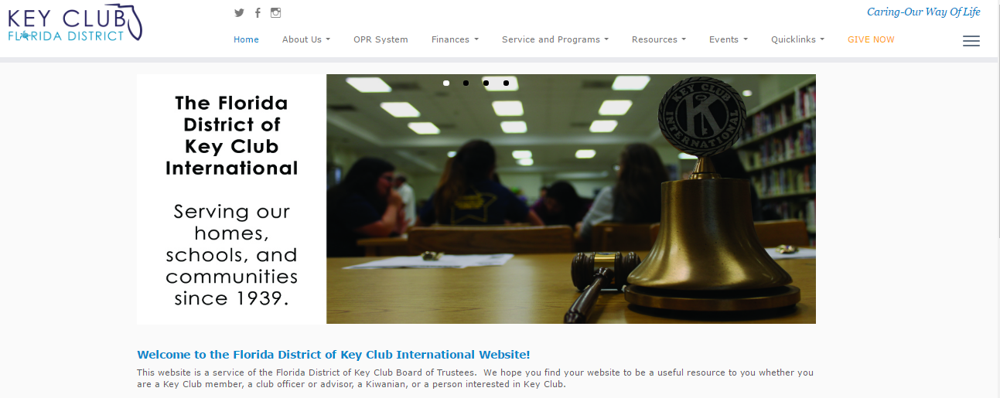 KEY CLUB
FLORIDA DISTRICT
Caring-Our Way Of Life
Home About Us OPR System Finances Service and Programs Resources Events Quicklinks GIVE NOW
The Florida
District of
Key Club
International
Serving our
homes,
schools, and
communities
since 1939.
KEY CLUB
K
INTERNATIONAL
Welcome to the Florida District of Key Club International Website!
This website is a service of the Florida District of Key Club Board of Trustees.  We hope you find your website to be a useful resource to you whether you
are a Key Club member, a club officer or advisor, a Kiwanian, or a person interested in Key Club.